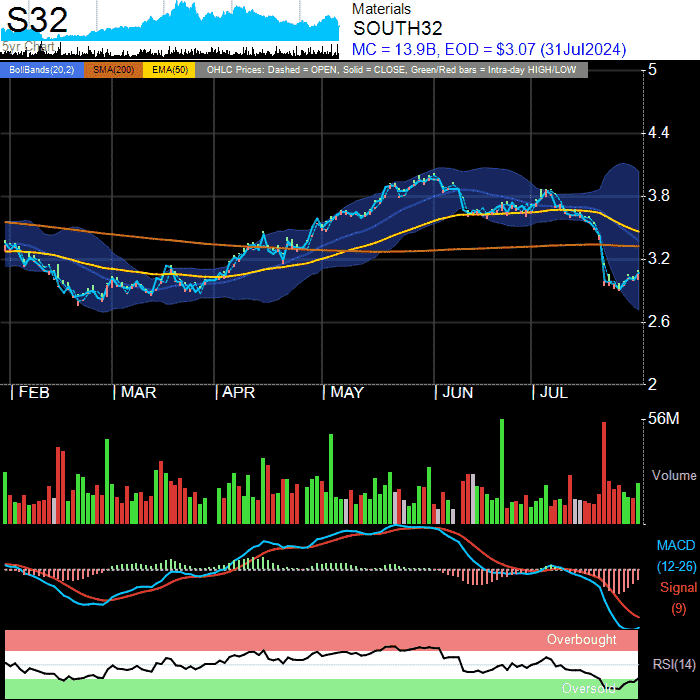 S32
5yr Chart
Materials
SOUTH32
MC = 13.9B, EOD = $3.07 (31Jul2024)
BollBands(20,2) SMA(200) EMA(50) OHLC Prices: Dashed = OPEN, Solid = CLOSE, Green/Red bars = Intra-day HIGH/LOW
5
4.4
3.8
3.2
2.6
2
FEB MAR APR MAY JUN JUL
56M
Volume
MACD
(12-26)
Signal
(9)
Overbought
RSI(14)
Oversold